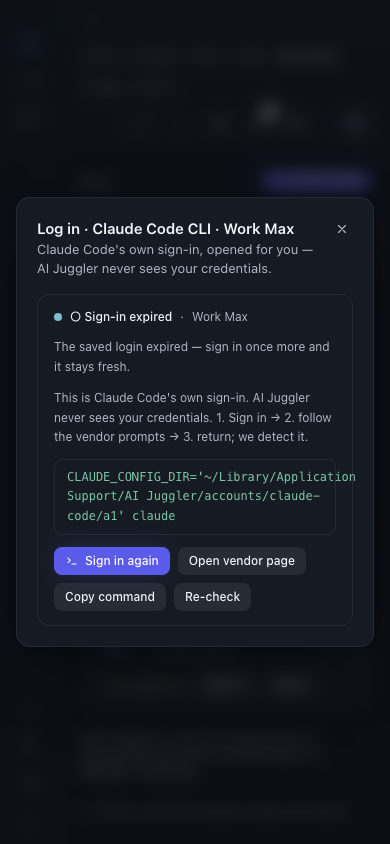 Log in · Claude Code CLI · Work Max
Claude Code's own sign-in, opened for you —
AI Juggler never sees your credentials.
Sign-in expired · Work Max
The saved login expired — sign in once more and
it stays fresh.
This is Claude Code's own sign-in. AI Juggler
never sees your credentials. 1. Sign in → 2. follow
the vendor prompts → 3. return; we detect it.
CLAUDE_CONFIG_DIR='~/Library/Application
Support/AI Juggler/accounts/claude-
code/a1' claude
Sign in again
Open vendor page
Copy command
Re-check